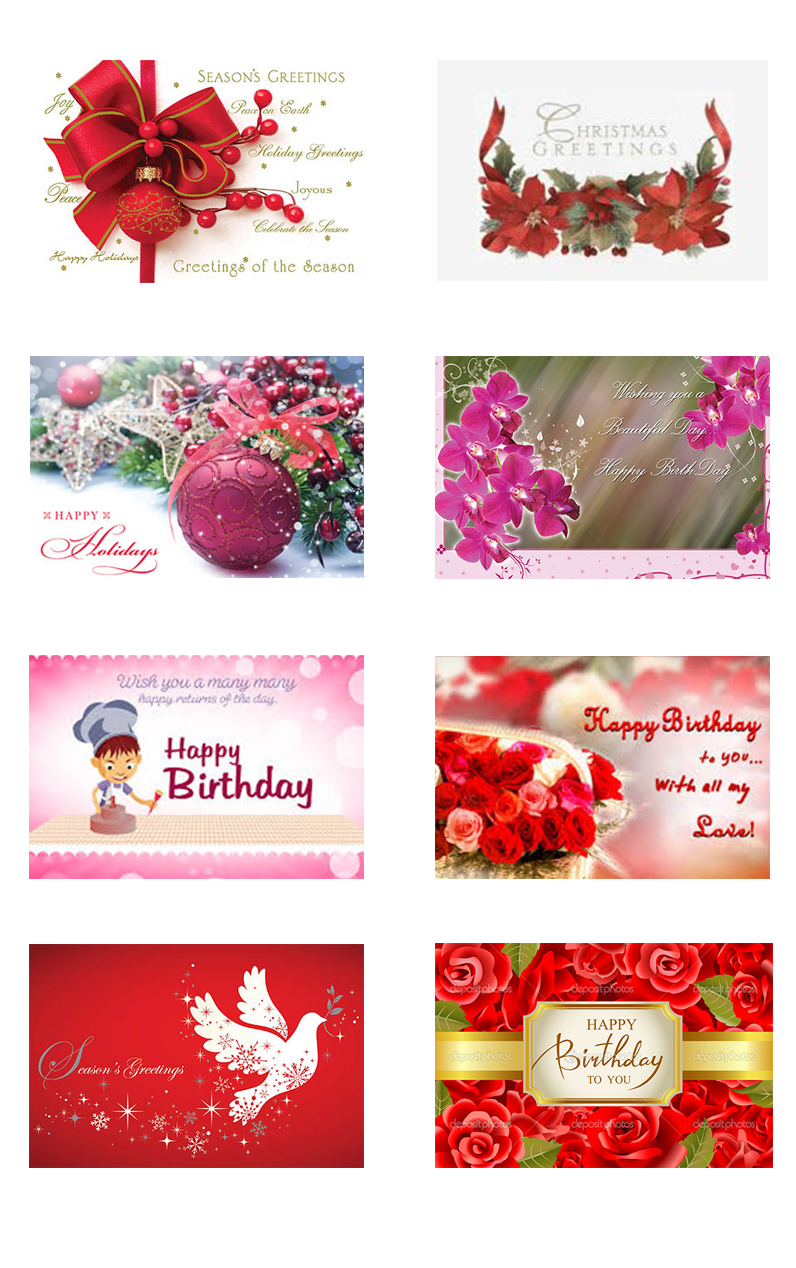 SEASON'S GREETINGS
Joy
Peace on Earth
Holiday Greetings
Peace
Joyous
Celebrate the Season
Happy Holidays
Greetings of the Season
CHRISTMAS
GREETINGS
HAPPY
Holidays
Wishing you a
Beautiful Day...
Happy BirthDay
Wish you a many many
happy returns of the day.
Happy
Birthday
Happy Birthday
to you...
With all my
Love!
Season's Greetings
depositphotos depositphotos depositphotos
HAPPY
depositphotos Birthday depositphotos
TO YOU
depositphotos depositphotos depositphotos